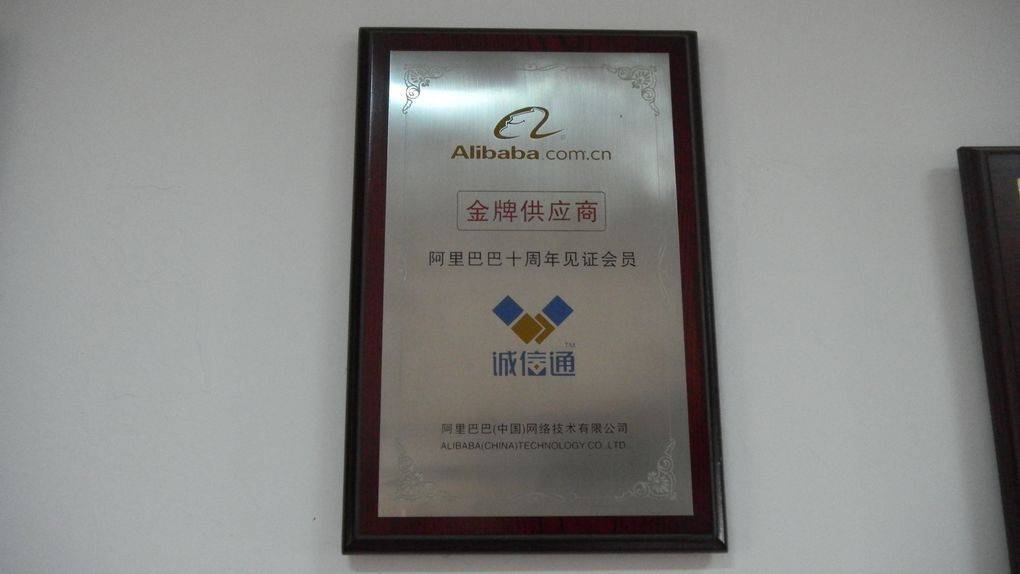 Alibaba.com.cn
金牌供应商
阿里巴巴十周年见证会员
诚信通™
阿里巴巴(中国)网络技术有限公司
ALIBABA(CHINA)TECHNOLOGY CO.,LTD.